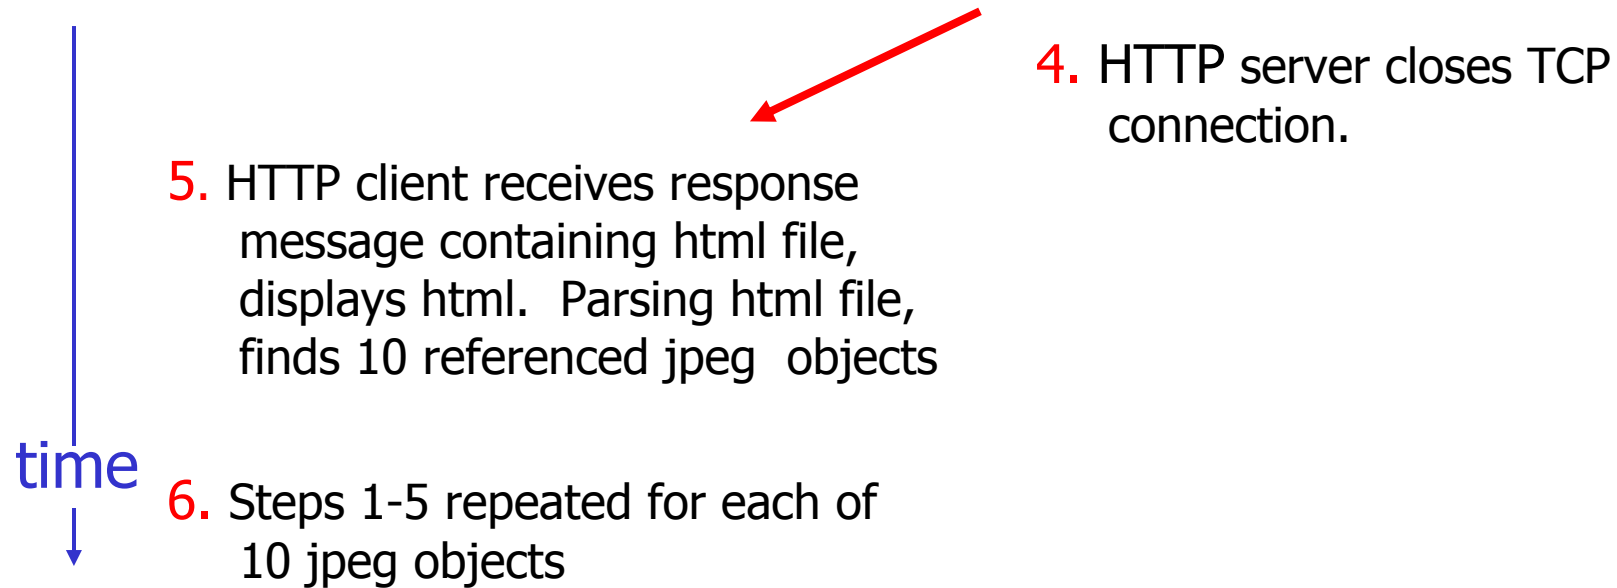 4. HTTP server closes TCP
connection.
5. HTTP client receives response
message containing html file,
displays html. Parsing html file,
finds 10 referenced jpeg objects
time
6. Steps 1-5 repeated for each of
10 jpeg objects